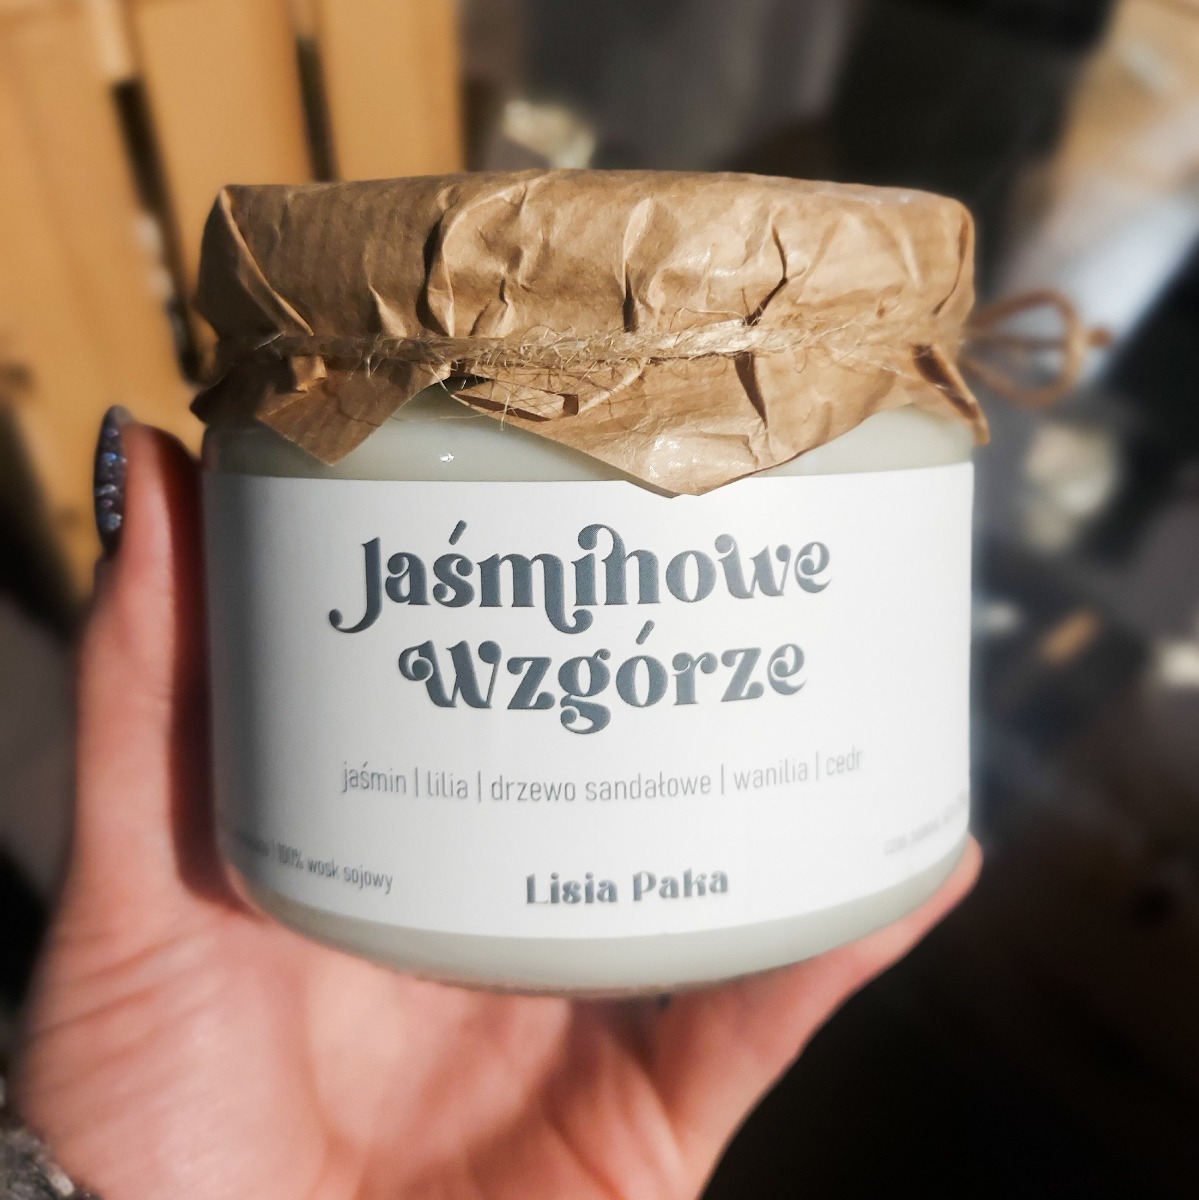 Jaśminowe
Wzgórze
jaśmin | lilia | drzewo sandałowe | wanilia | cedr
| 100% wosk sojowy
Lisia Paka